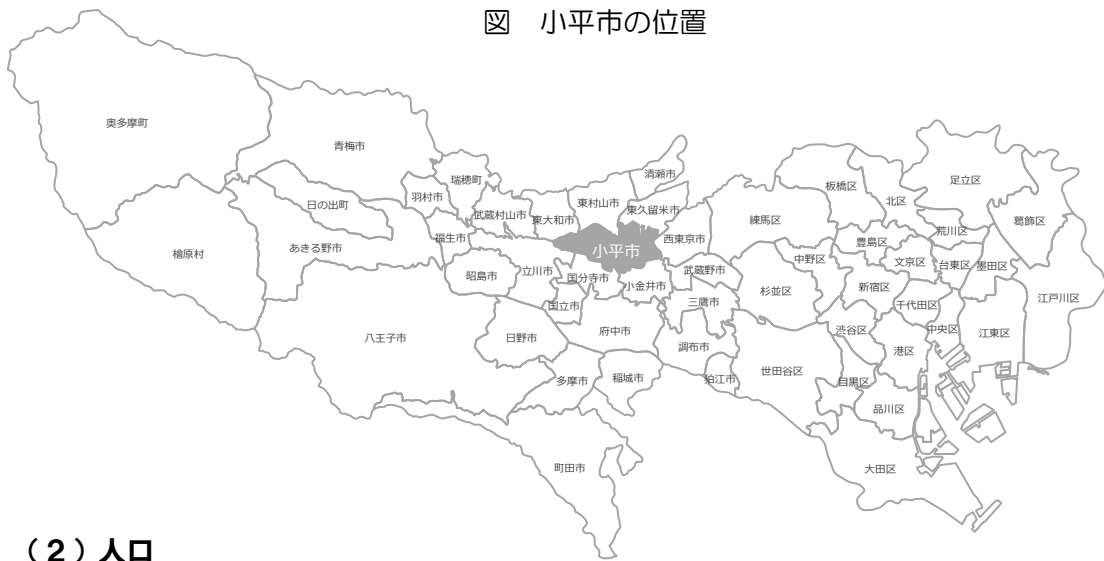 図 小平市の位置
奥多摩町
青梅市
瑞穂町
羽村市
日の出町
武蔵村山市
東大和市
東村山市
清瀬市
東久留米市
檜原村
あきる野市
福生市
昭島市
立川市
小平市
西東京市
国分寺市
小金井市
武蔵野市
国立市
三鷹市
八王子市
日野市
府中市
調布市
多摩市
稲城市
狛江市
町田市
練馬区
板橋区
北区
足立区
葛飾区
荒川区
豊島区
文京区
台東区
墨田区
中野区
杉並区
新宿区
千代田区
江戸川区
渋谷区
中央区
江東区
港区
世田谷区
目黒区
品川区
大田区
(2)人口